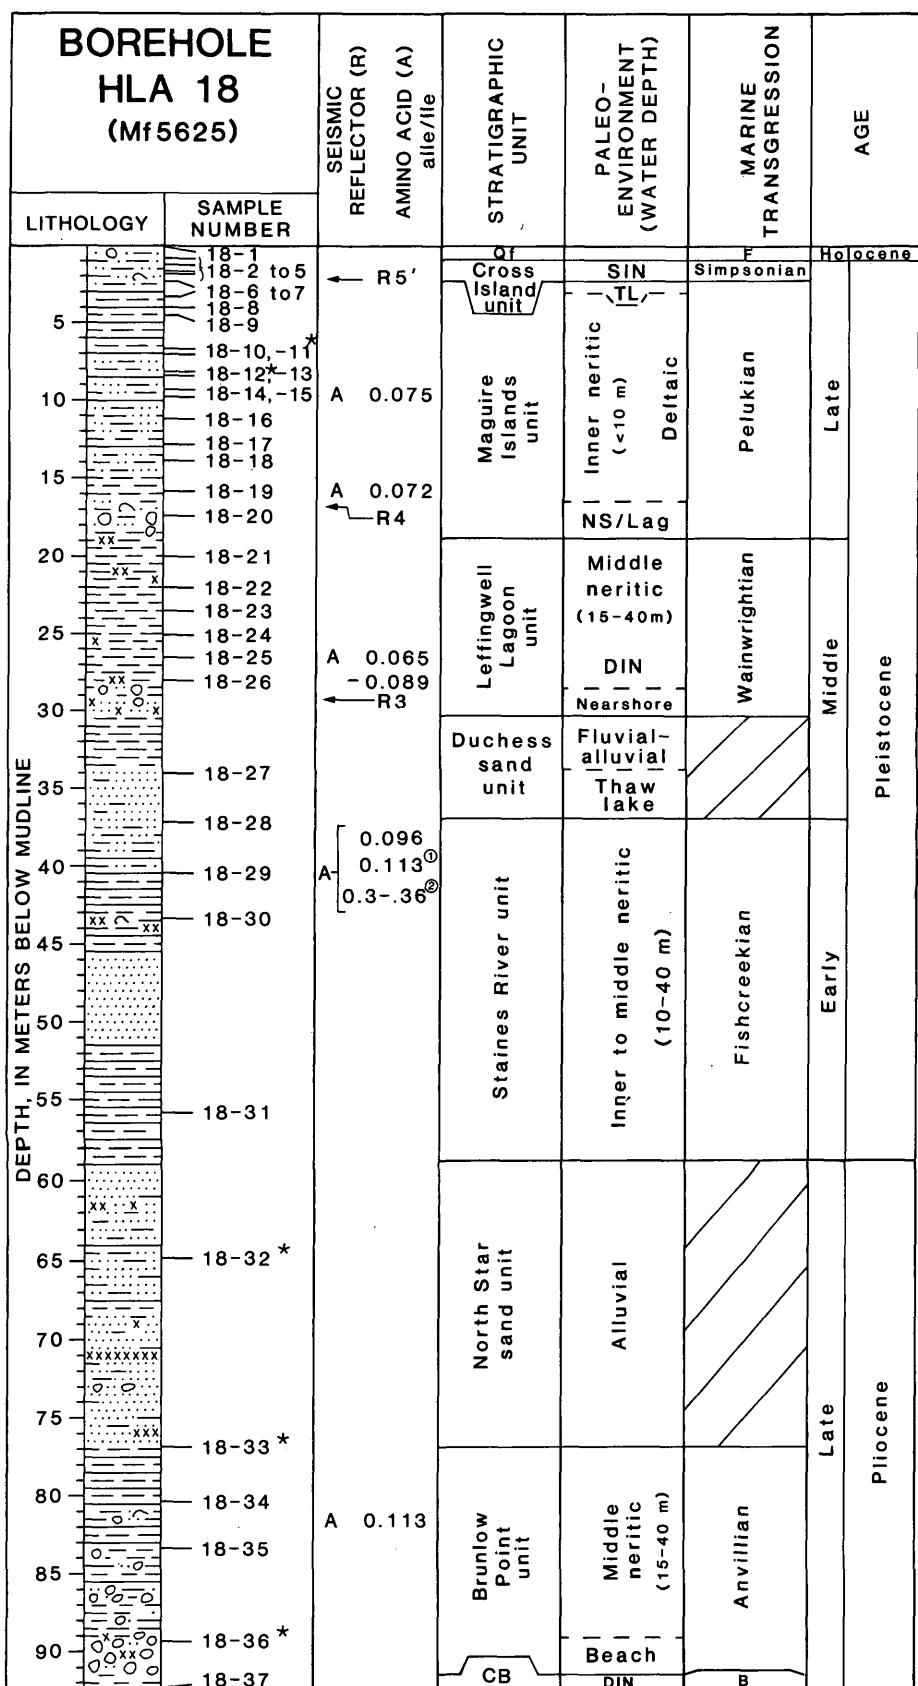 BOREHOLE
HLA 18
(Mf5625)
SEISMIC
REFLECTOR (R)
AMINO ACID (A)
alle/Ile
STRATIGRAPHIC
UNIT
PALEO-
ENVIRONMENT
(WATER DEPTH)
MARINE
TRANSGRESSION
AGE
LITHOLOGY
SAMPLE
NUMBER
DEPTH, IN METERS BELOW MUDLINE
5
10
15
20
25
30
35
40
45
50
55
60
65
70
75
80
85
90
18-1
18-2 to 5
18-6 to 7
18-8
18-9
18-10, -11*
18-12*-13
18-14, -15
18-16
18-17
18-18
18-19
18-20
18-21
18-22
18-23
18-24
18-25
18-26
18-27
18-28
18-29
18-30
18-31
18-32*
18-33*
18-34
18-35
18-36*
18-37
R5'
A 0.075
A 0.072
R4
A 0.065
-0.089
R3
A
0.096
0.113①
0.3-.36②
A 0.113
Qf
Cross
Island
unit
Maguire
Islands
unit
Leffingwell
Lagoon
unit
Duchess
sand
unit
Staines River unit
North Star
sand unit
Brunlow
Point
unit
CB
SIN
TL
Inner neritic
(<10 m)
Deltaic
NS/Lag
Middle
neritic
(15-40m)
DIN
Nearshore
Fluvial-
alluvial
Thaw
lake
Inner to middle neritic
(10-40 m)
Alluvial
Middle
neritic
(15-40 m)
Beach
DIN
F
Simpsonian
Pelukian
Wainwrightian
Fishcreekian
Anvillian
B
Holocene
Late
Middle
Early
Pleistocene
Late
Pliocene